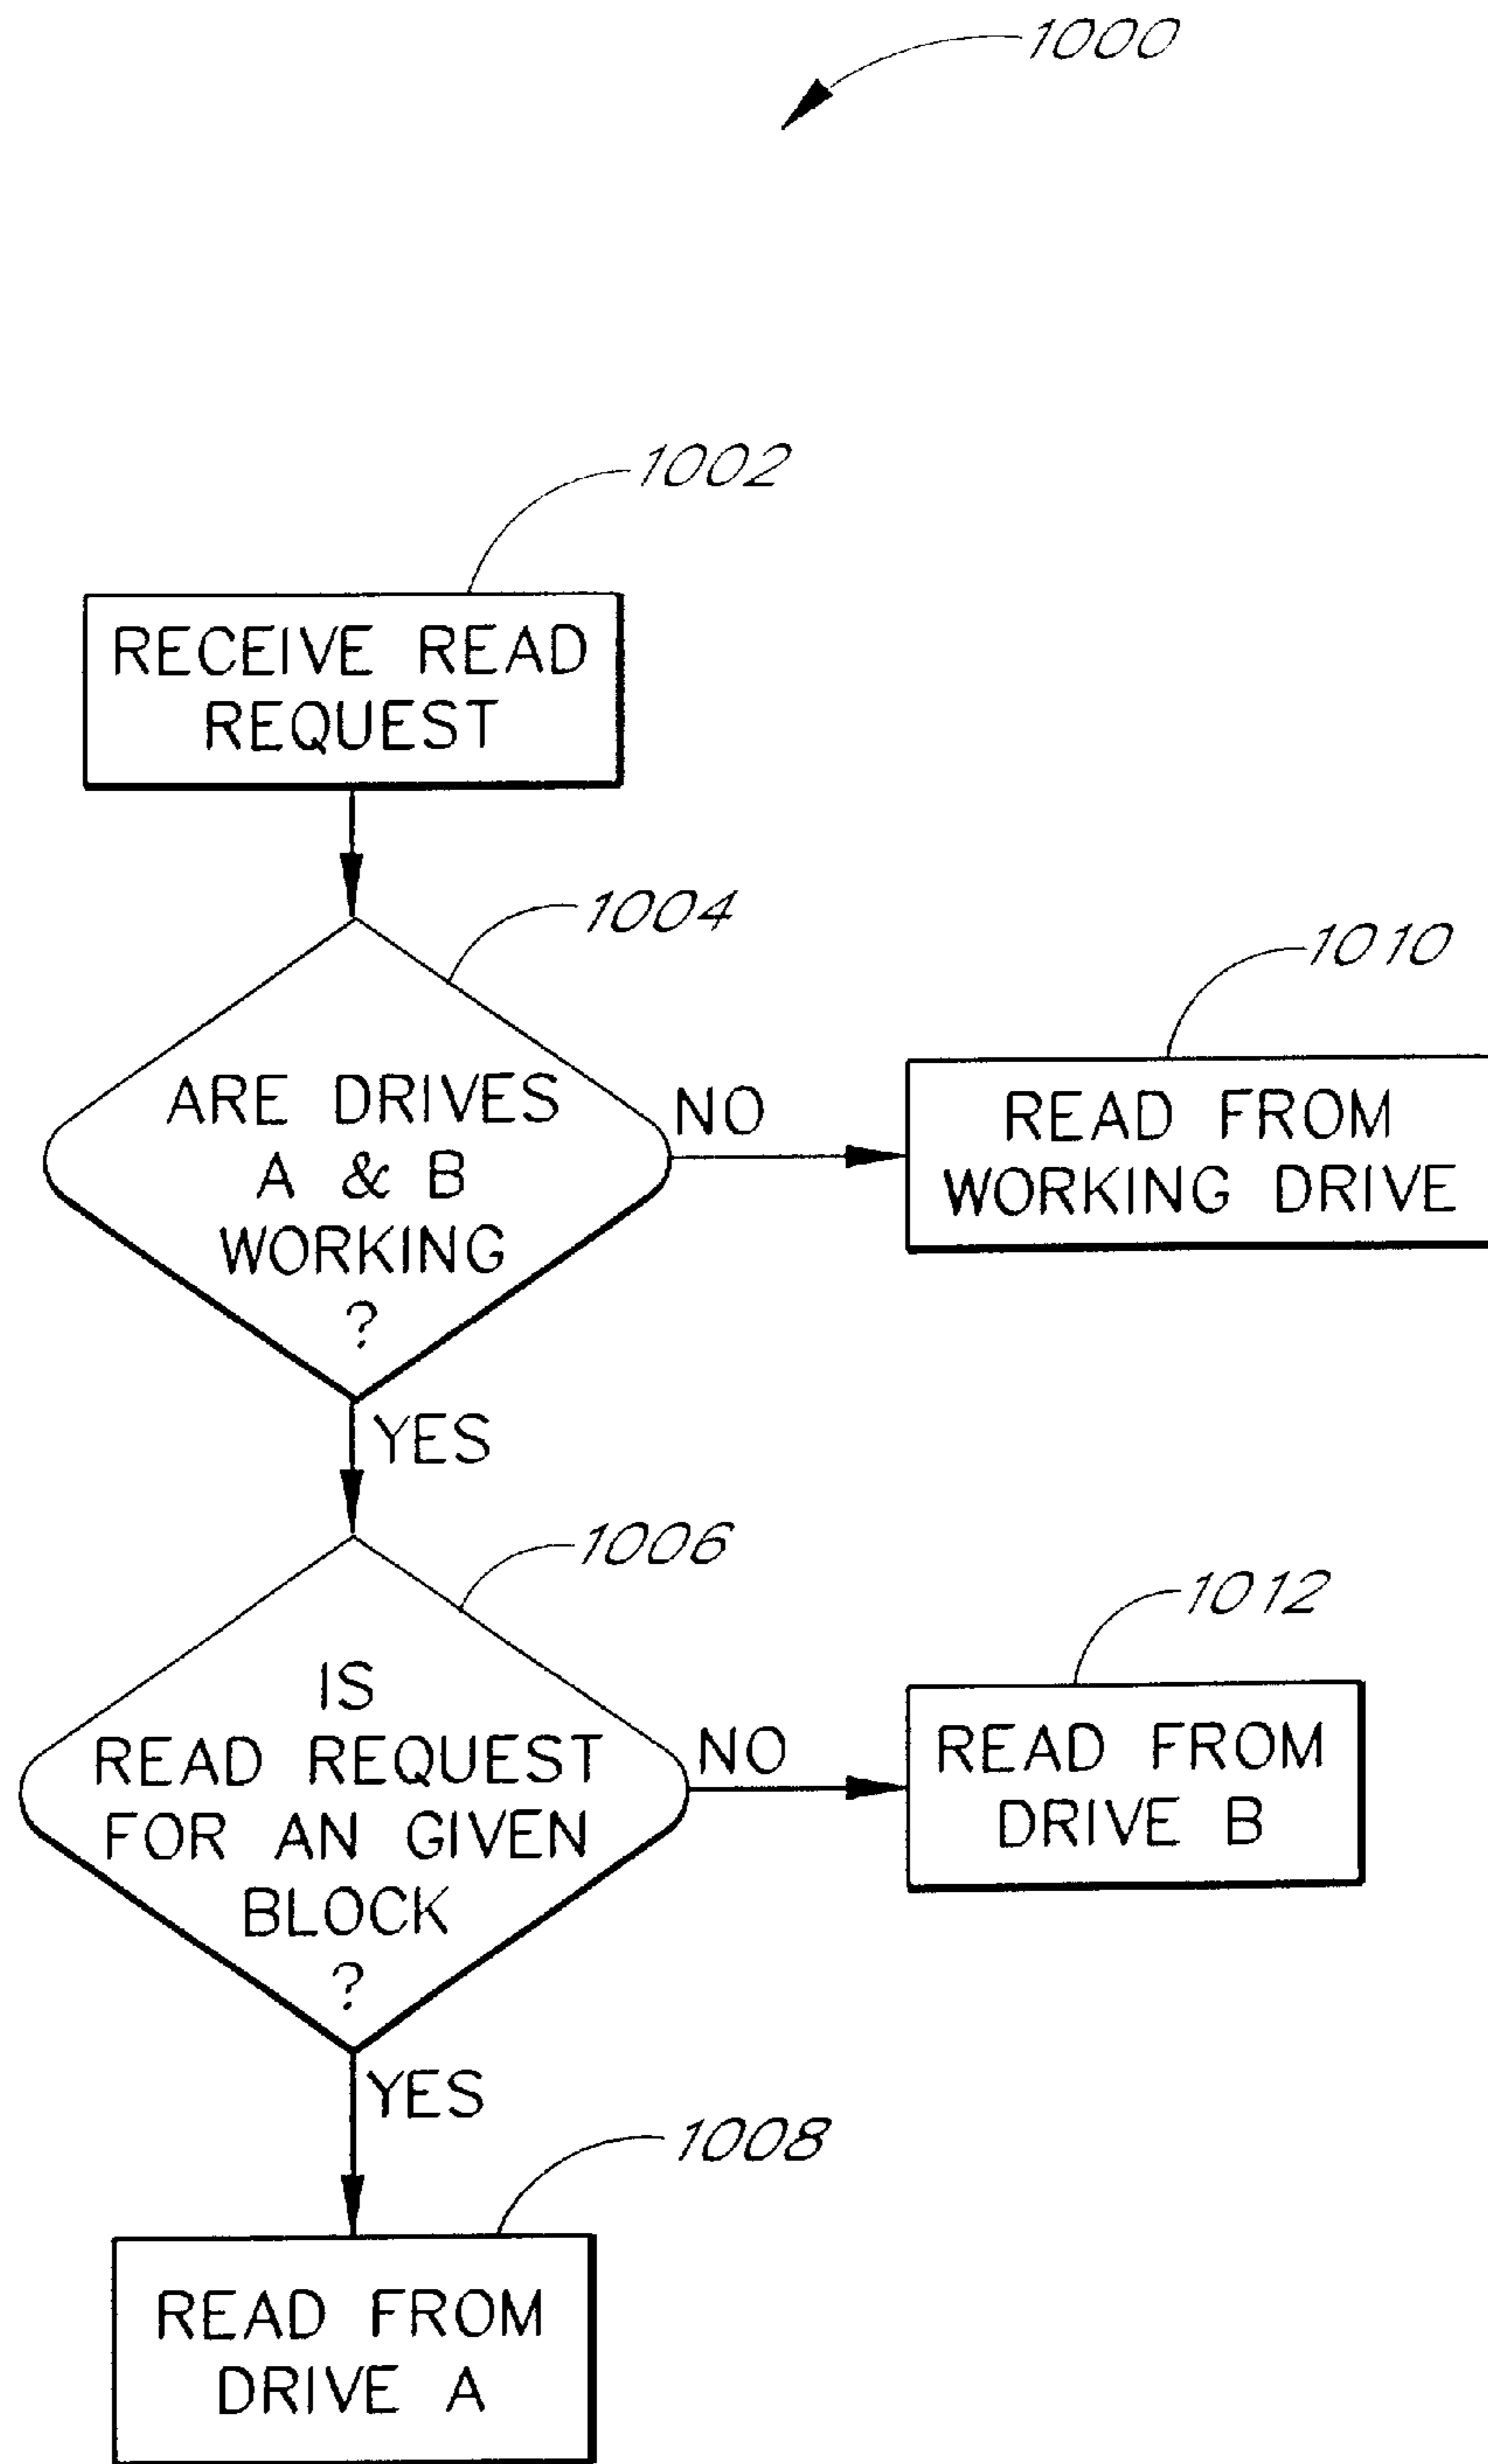 1000
1002
RECEIVE READ
REQUEST
1004
ARE DRIVES
A & B
WORKING
?
NO
1010
READ FROM
WORKING DRIVE
YES
1006
IS
READ REQUEST
FOR AN GIVEN
BLOCK
?
NO
1012
READ FROM
DRIVE B
YES
1008
READ FROM
DRIVE A